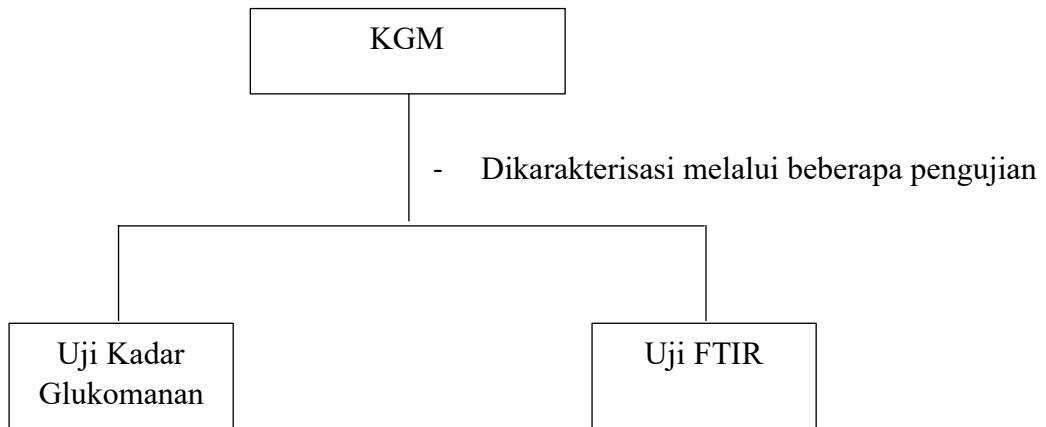 KGM
- Dikarakterisasi melalui beberapa pengujian
Uji Kadar
Glukomanan
Uji FTIR